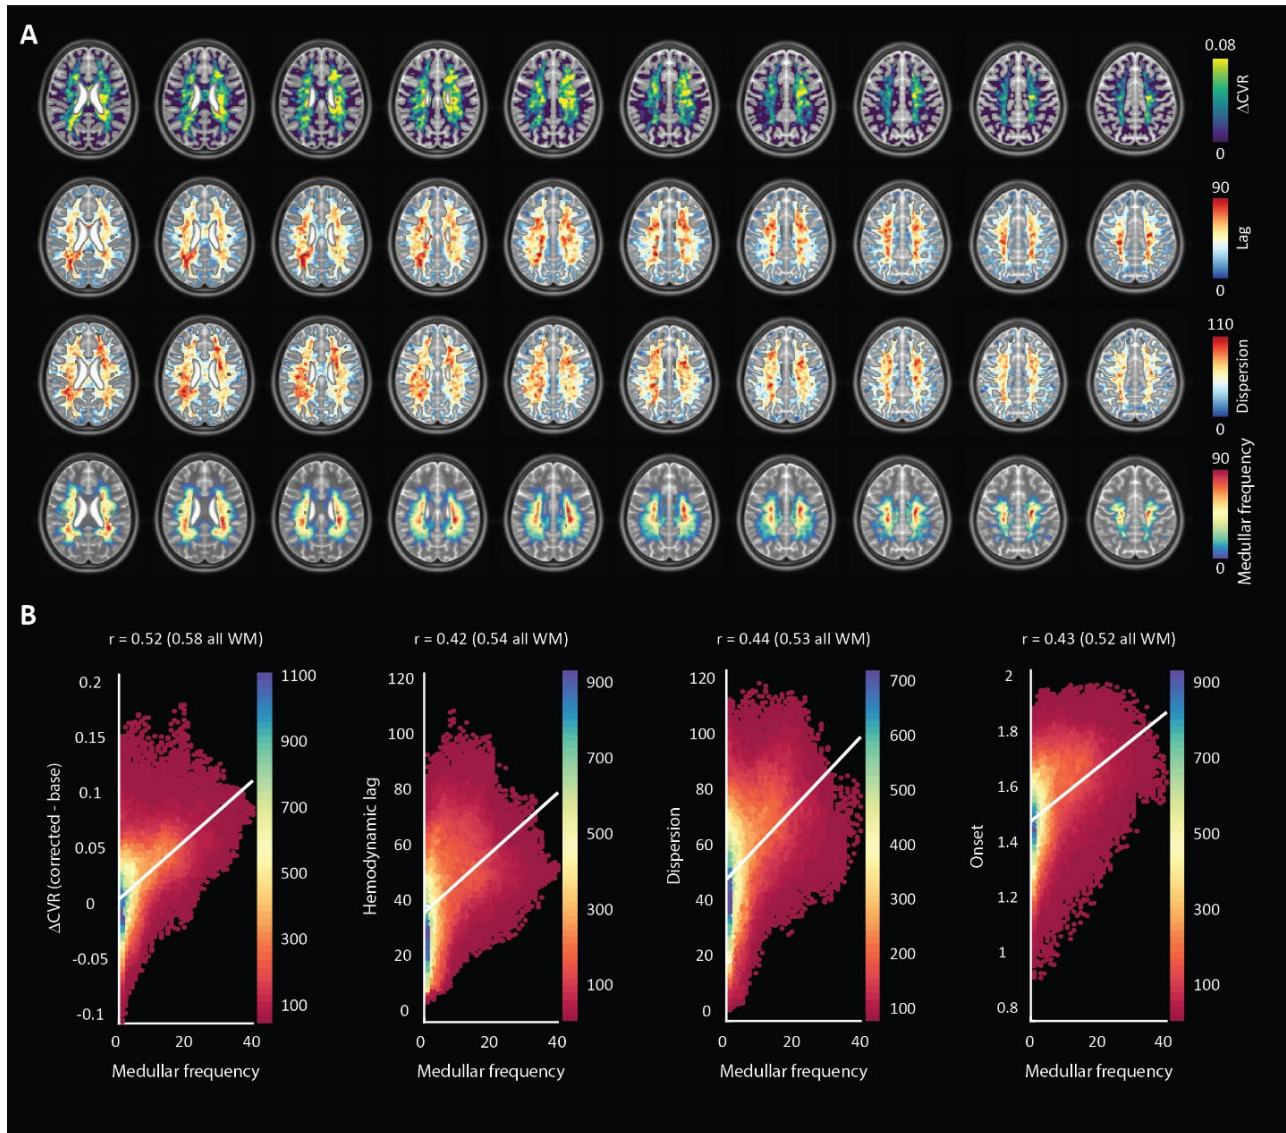 A
0.08
ΔCVR
0
90
Lag
0
110
Dispersion
0
90
Medullar frequency
0
B
r = 0.52 (0.58 all WM)
r = 0.42 (0.54 all WM)
r = 0.44 (0.53 all WM)
r = 0.43 (0.52 all WM)
ΔCVR (corrected - base)
0.2
0.15
0.1
0.05
0
-0.05
-0.1
0 20 40
Medullar frequency
1100
900
700
500
300
100
Hemodynamic lag
120
100
80
60
40
20
0
0 20 40
Medullar frequency
900
700
500
300
100
Dispersion
120
100
80
60
40
20
0
0 20 40
Medullar frequency
700
600
500
400
300
200
100
Onset
2
1.8
1.6
1.4
1.2
1
0.8
0 20 40
Medullar frequency
900
700
500
300
100